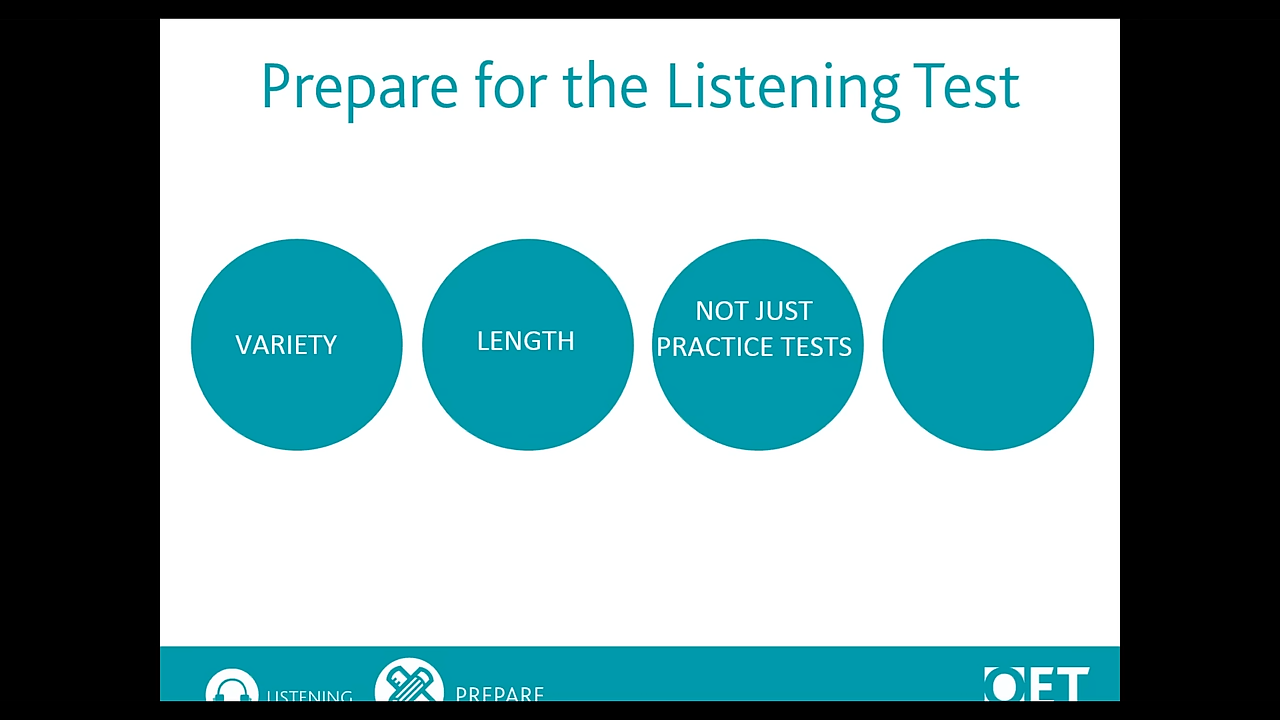 Prepare for the Listening Test
VARIETY
LENGTH
NOT JUST
PRACTICE TESTS
LISTENING
PREPARE
OET